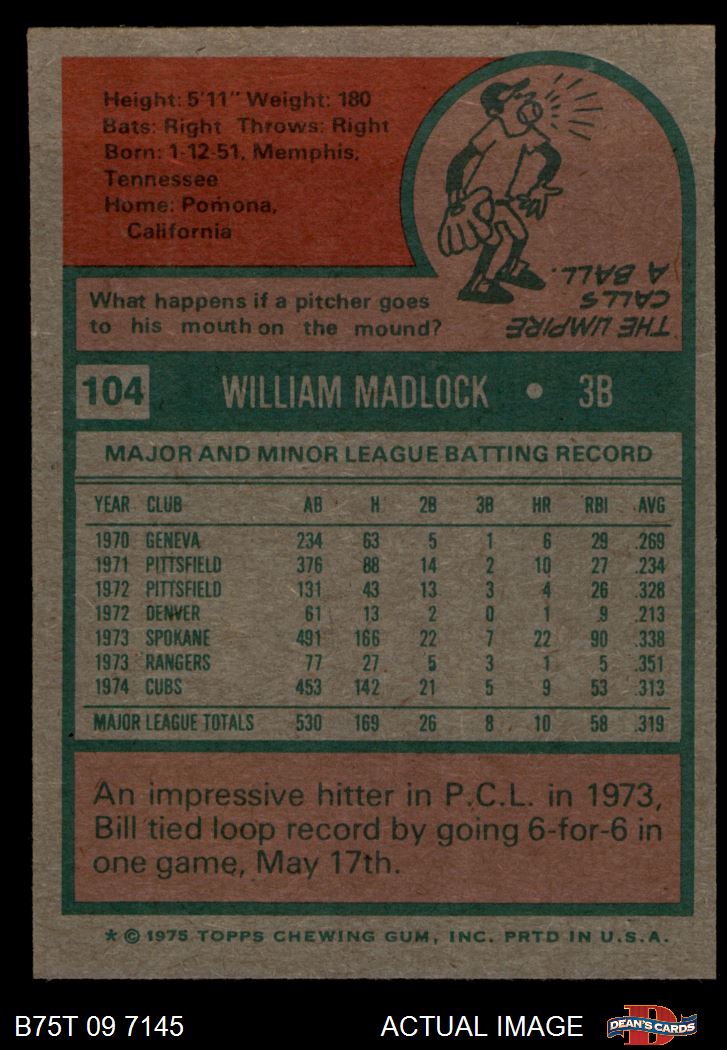 Height: 5'11" Weight: 180
Bats: Right Throws: Right
Born: 1-12-51, Memphis,
Tennessee
Home: Pomona,
California
What happens if a pitcher goes
to his mouth on the mound?
THE UMPIRE
CALLS
A BALL.
104 WILLIAM MADLOCK • 3B
MAJOR AND MINOR LEAGUE BATTING RECORD
YEAR CLUB AB H 2B 3B HR RBI AVG
1970 GENEVA 234 63 5 1 6 29 .269
1971 PITTSFIELD 376 88 14 2 10 27 .234
1972 PITTSFIELD 131 43 13 3 4 26 .328
1972 DENVER 61 13 2 0 1 9 .213
1973 SPOKANE 491 166 22 7 22 90 .338
1973 RANGERS 77 27 5 3 1 5 .351
1974 CUBS 453 142 21 5 9 53 .313
MAJOR LEAGUE TOTALS 530 169 26 8 10 58 .319
An impressive hitter in P.C.L. in 1973,
Bill tied loop record by going 6-for-6 in
one game, May 17th.
* © 1975 TOPPS CHEWING GUM, INC. PRTD IN U.S.A.
B75T 09 7145 ACTUAL IMAGE D DEAN'S CARDS